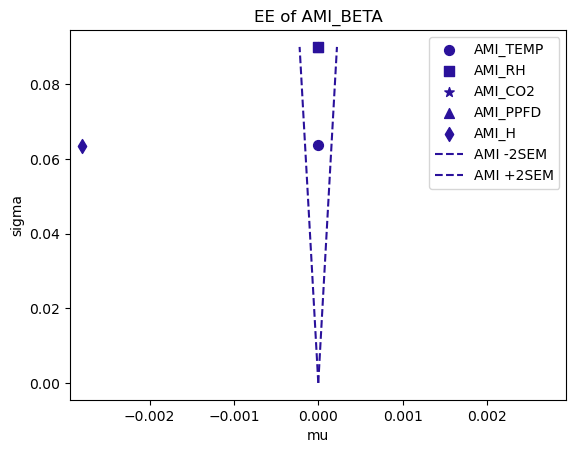 EE of AMI_BETA
AMI_TEMP
AMI_RH
AMI_CO2
AMI_PPFD
AMI_H
AMI -2SEM
AMI +2SEM
0.08
0.06
0.04
0.02
0.00
sigma
−0.002
−0.001
0.000
0.001
0.002
mu